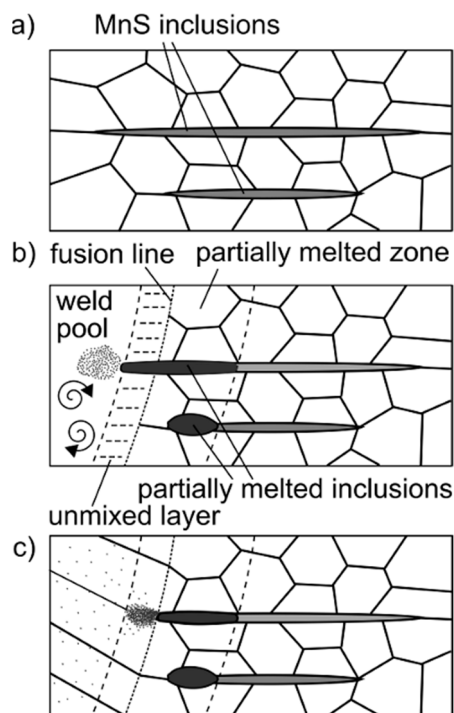 a) MnS inclusions
b) fusion line partially melted zone
weld
pool
partially melted inclusions
unmixed layer
c)